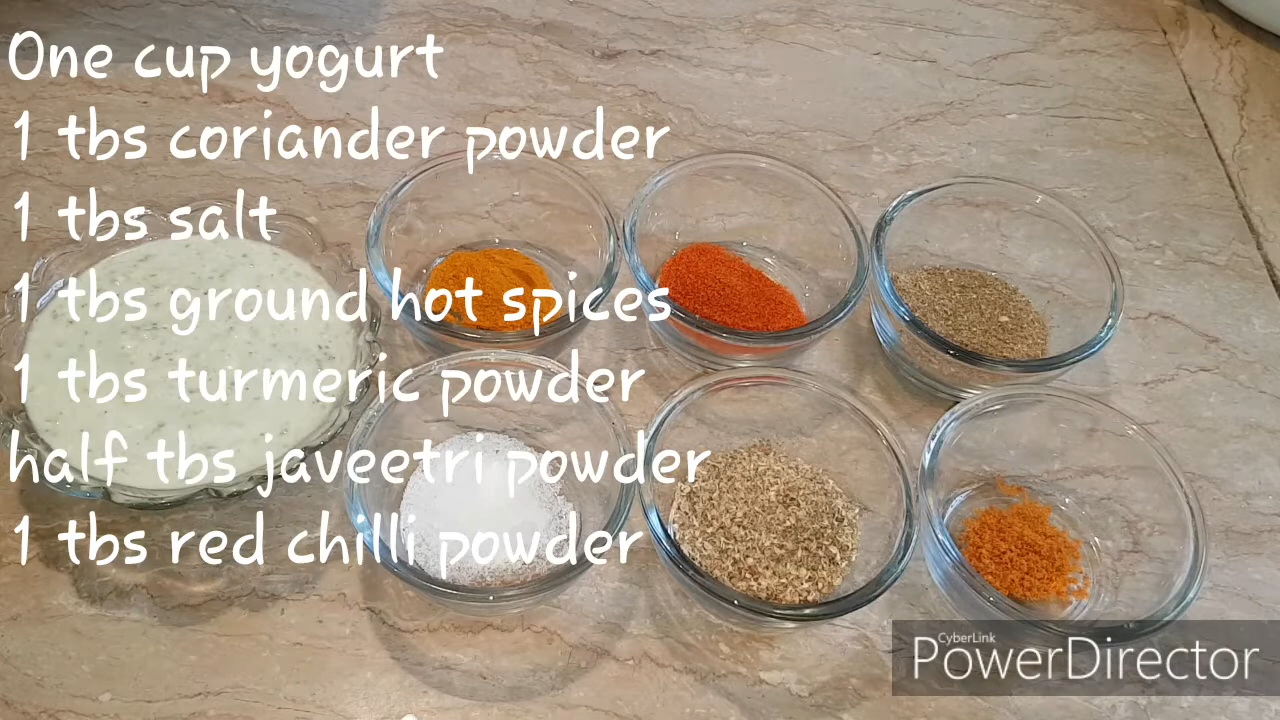 One cup yogurt
1 tbs coriander powder
1 tbs salt
1 tbs ground hot spices
1 tbs turmeric powder
half tbs javeetri powder
1 tbs red chilli powder
CyberLink
PowerDirector